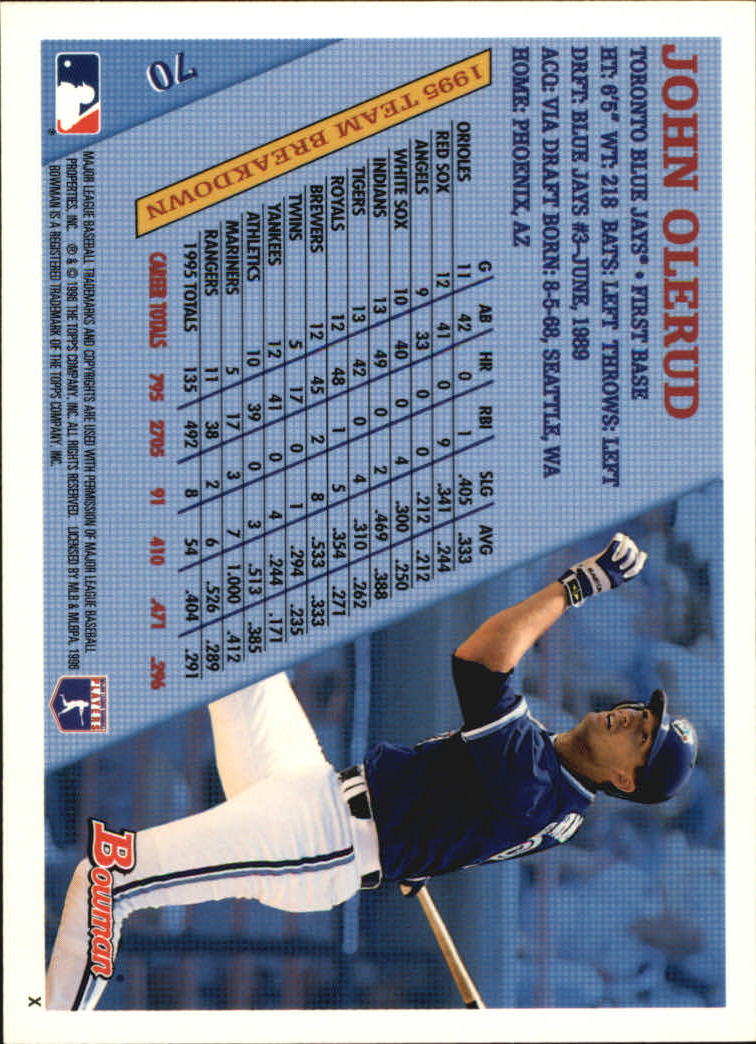 JOHN OLERUD
TORONTO BLUE JAYS® • FIRST BASE
HT: 6'5" WT: 218 BATS: LEFT THROWS: LEFT
DRFT: BLUE JAYS #3-JUNE, 1989
ACQ: VIA DRAFT BORN: 8-5-68, SEATTLE, WA
HOME: PHOENIX, AZ
1995 TEAM BREAKDOWN
G AB HR RBI SLG AVG
ORIOLES 11 42 0 1 .405 .333
RED SOX 12 41 0 9 .341 .244
ANGELS 9 33 0 0 .212 .212
WHITE SOX 10 40 0 4 .300 .250
INDIANS 13 49 0 2 .469 .388
TIGERS 13 42 0 4 .310 .262
ROYALS 12 48 1 5 .354 .271
BREWERS 12 45 2 8 .533 .333
TWINS 5 17 0 1 .294 .235
YANKEES 12 41 0 4 .244 .171
ATHLETICS 10 39 0 3 .513 .385
MARINERS 5 17 3 7 1.000 .412
RANGERS 11 38 2 6 .526 .289
1995 TOTALS 135 492 8 54 .404 .291
CAREER TOTALS 705 2705 91 410 .471 .296
70
MAJOR LEAGUE BASEBALL TRADEMARKS AND COPYRIGHTS ARE USED WITH PERMISSION OF MAJOR LEAGUE BASEBALL
PROPERTIES, INC. ® & © 1996 THE TOPPS COMPANY, INC. ALL RIGHTS RESERVED. LICENSED BY MLB & MLBPA, 1996
BOWMAN IS A REGISTERED TRADEMARK OF THE TOPPS COMPANY, INC.
PLAYERS
Bowman
X